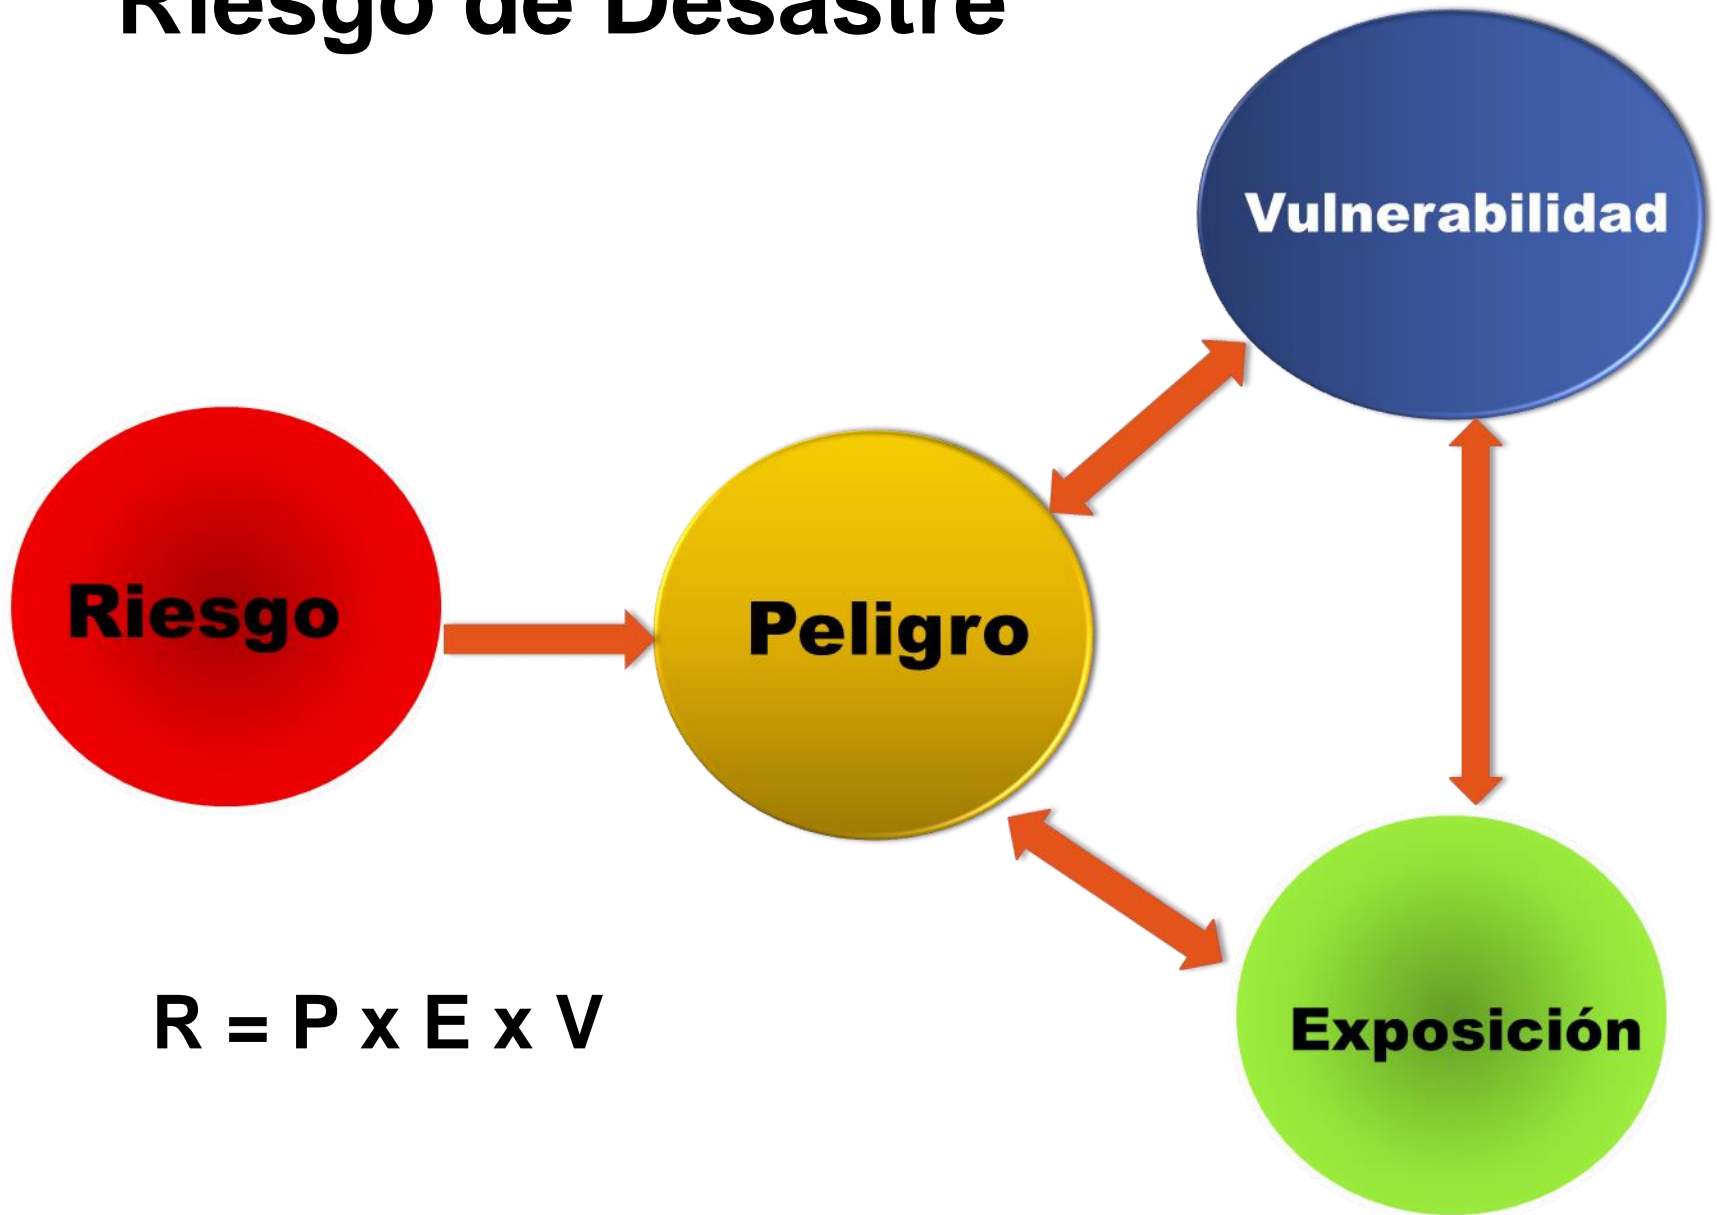 Riesgo de Desastre
Vulnerabilidad
Riesgo
Peligro
R = P x E x V
Exposición